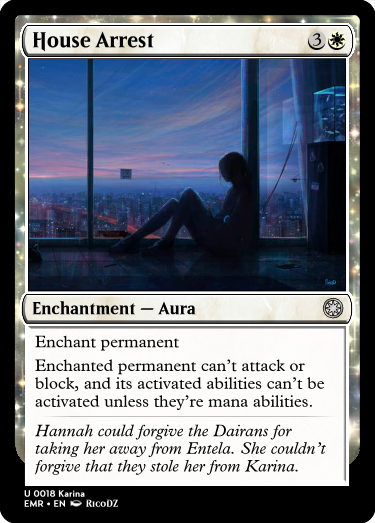 House Arrest
3
Enchantment — Aura
Enchant permanent
Enchanted permanent can't attack or
block, and its activated abilities can't be
activated unless they're mana abilities.
Hannah could forgive the Dairans for
taking her away from Entela. She couldn't
forgive that they stole her from Karina.
U 0018 Karina
EMR • EN RicoDZ